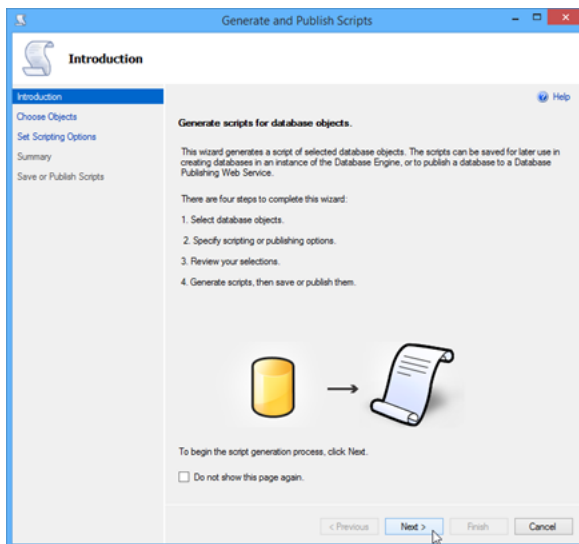 Generate and Publish Scripts
Introduction
Introduction
Choose Objects
Set Scripting Options
Summary
Save or Publish Scripts
Help
Generate scripts for database objects.
This wizard generates a script of selected database objects. The scripts can be saved for later use in
creating databases in an instance of the Database Engine, or to publish a database to a Database
Publishing Web Service.
There are four steps to complete this wizard:
1. Select database objects.
2. Specify scripting or publishing options.
3. Review your selections.
4. Generate scripts, then save or publish them.
To begin the script generation process, click Next.
Do not show this page again.
< Previous
Next >
Finish
Cancel